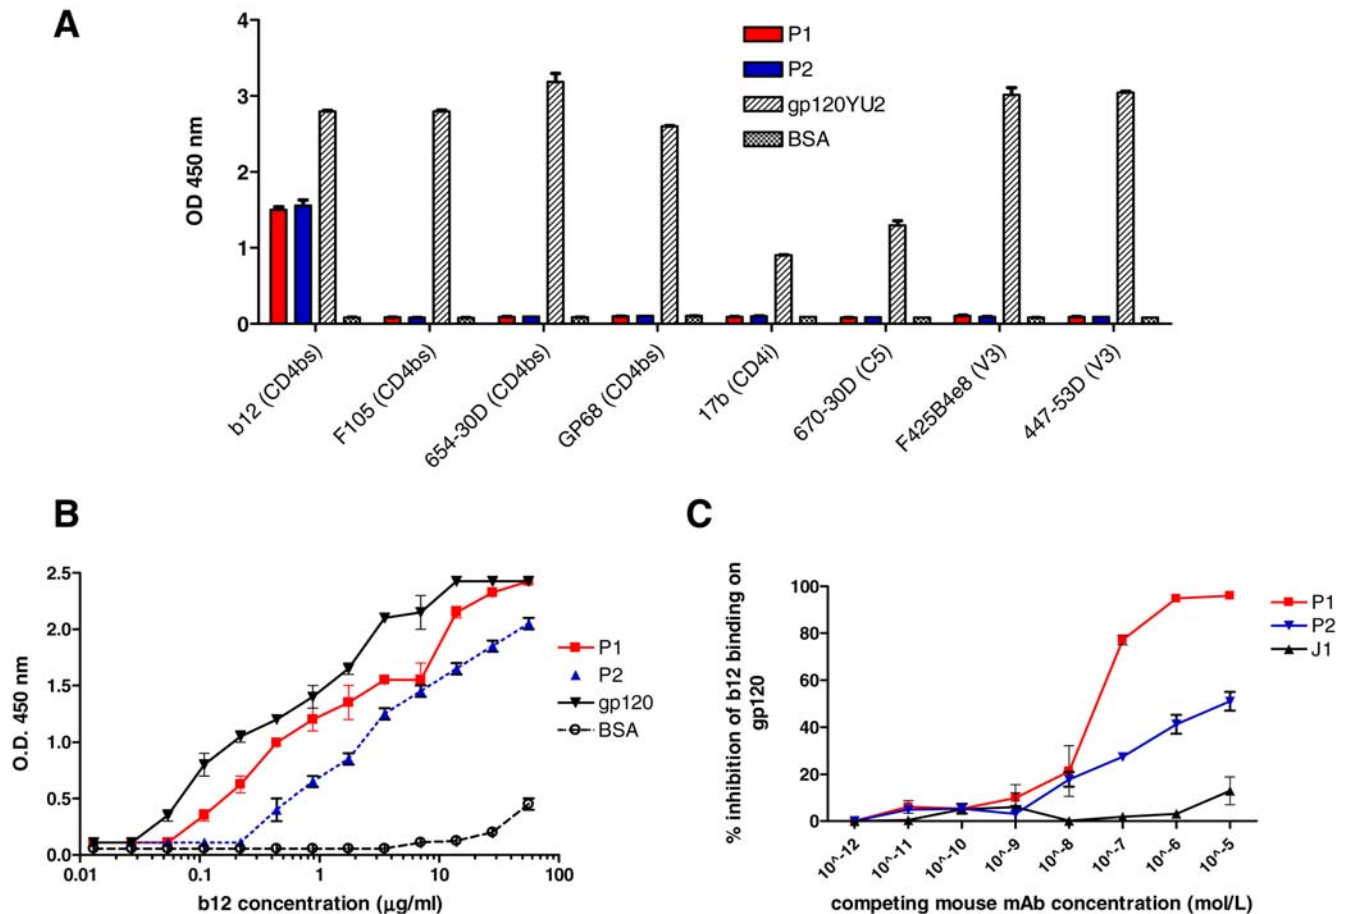 A
OD 450 nm
4
3
2
1
0
P1
P2
gp120YU2
BSA
b12 (CD4bs)
F105 (CD4bs)
654-30D (CD4bs)
GP68 (CD4bs)
17b (CD4i)
670-30D (C5)
F425B4e8 (V3)
447-53D (V3)
B
O.D. 450 nm
2.5
2.0
1.5
1.0
0.5
0.0
0.01
0.1
1
10
100
b12 concentration (μg/ml)
P1
P2
gp120
BSA
C
% inhibition of b12 binding on
gp120
100
80
60
40
20
0
10^-12
10^-11
10^-10
10^-9
10^-8
10^-7
10^-6
10^-5
competing mouse mAb concentration (mol/L)
P1
P2
J1